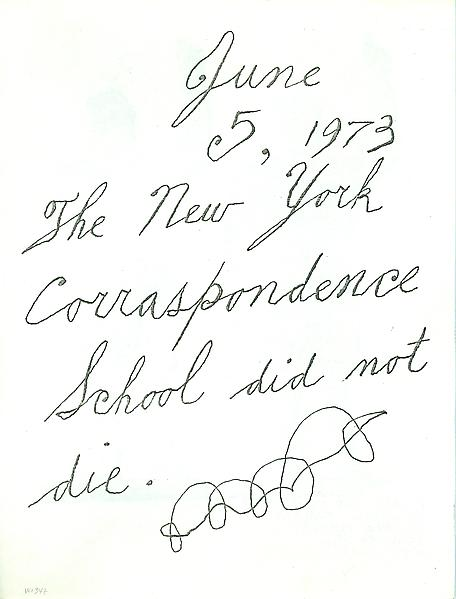 June
5, 1973
The New York
Corraspondence
School did not
die.